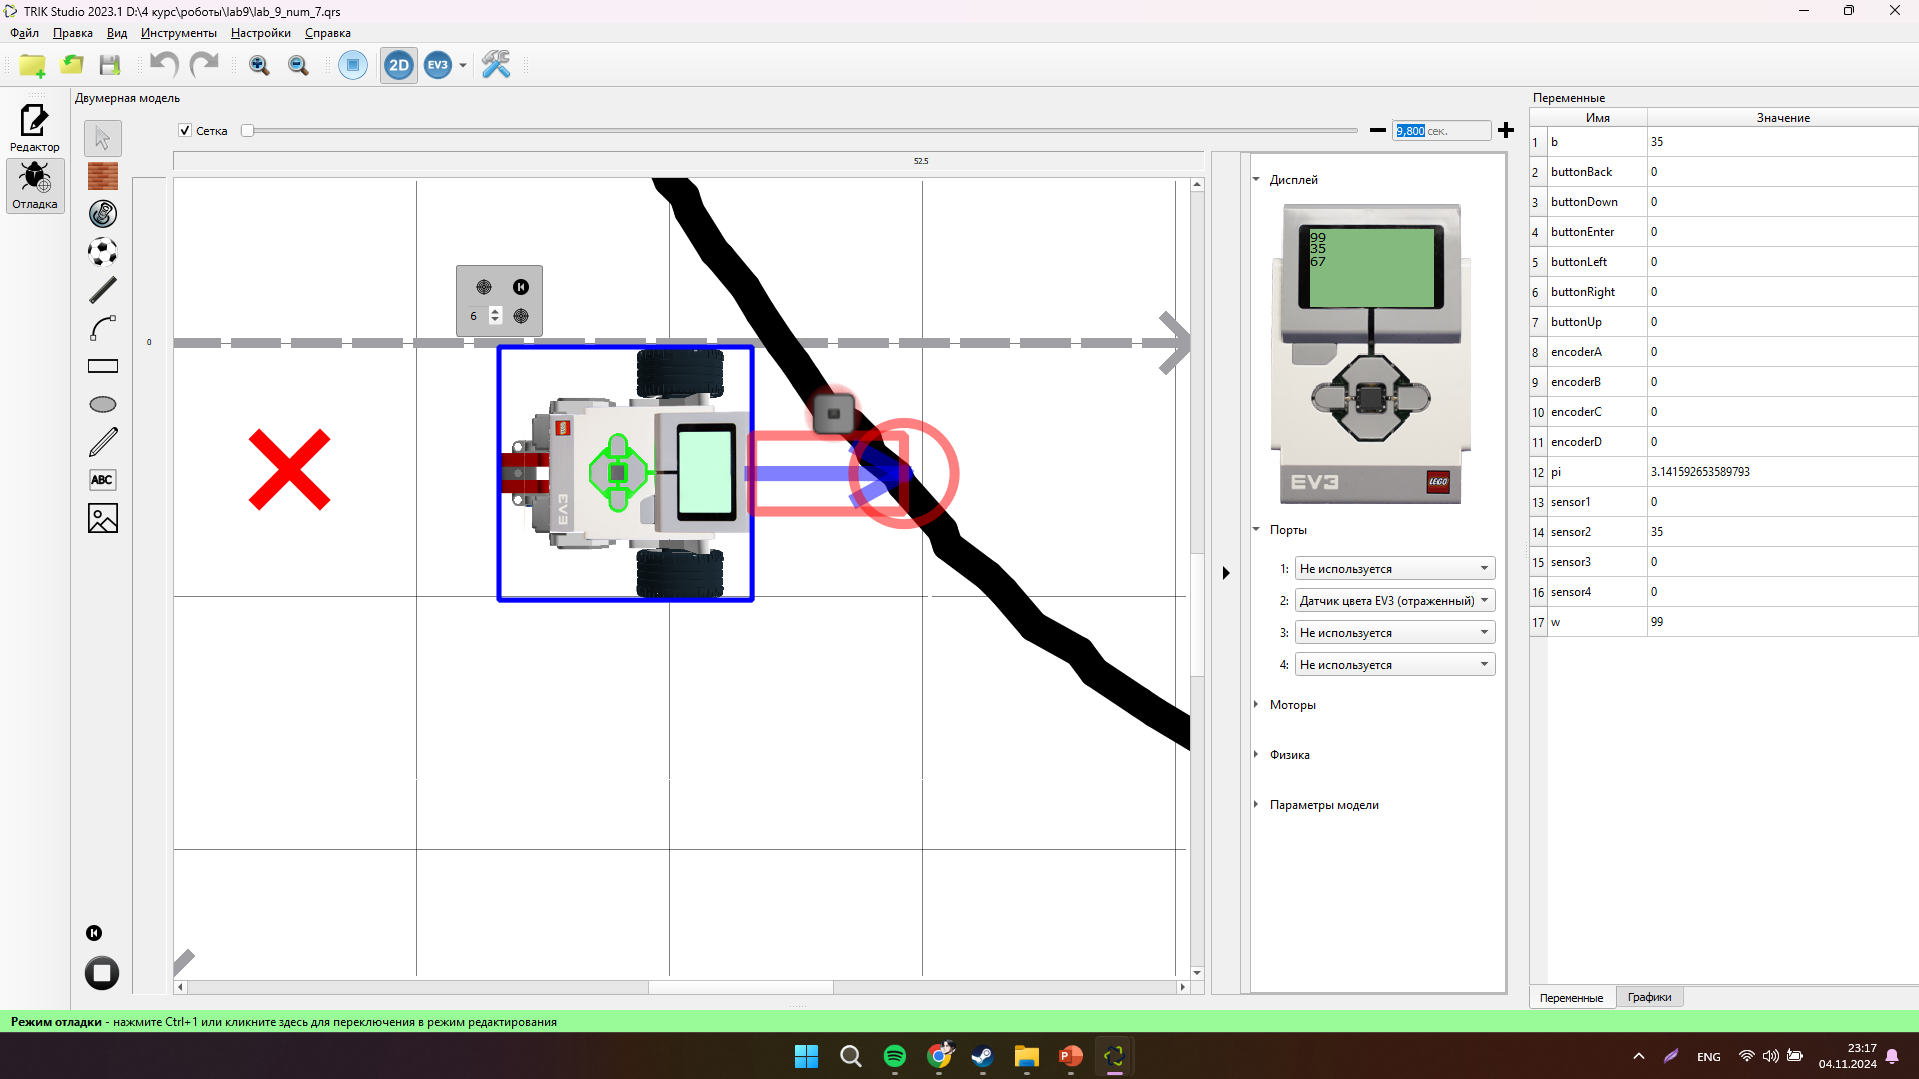 TRIK Studio 2023.1 D:\4 курс\роботы\lab9\lab_9_num_7.qrs
Файл Правка Вид Инструменты Настройки Справка
2D EV3
Редактор
Отладка
Двумерная модель
Сетка
9,800 сек.
52.5
0
6
ABC
EV3
Дисплей
99
35
67
EV3
LEGO
Порты
1: Не используется
2: Датчик цвета EV3 (отраженный)
3: Не используется
4: Не используется
Моторы
Физика
Параметры модели
Переменные
Имя Значение
1 b 35
2 buttonBack 0
3 buttonDown 0
4 buttonEnter 0
5 buttonLeft 0
6 buttonRight 0
7 buttonUp 0
8 encoderA 0
9 encoderB 0
10 encoderC 0
11 encoderD 0
12 pi 3.141592653589793
13 sensor1 0
14 sensor2 35
15 sensor3 0
16 sensor4 0
17 w 99
Переменные Графики
Режим отладки - нажмите Ctrl+1 или кликните здесь для переключения в режим редактирования
ENG
23:17
04.11.2024